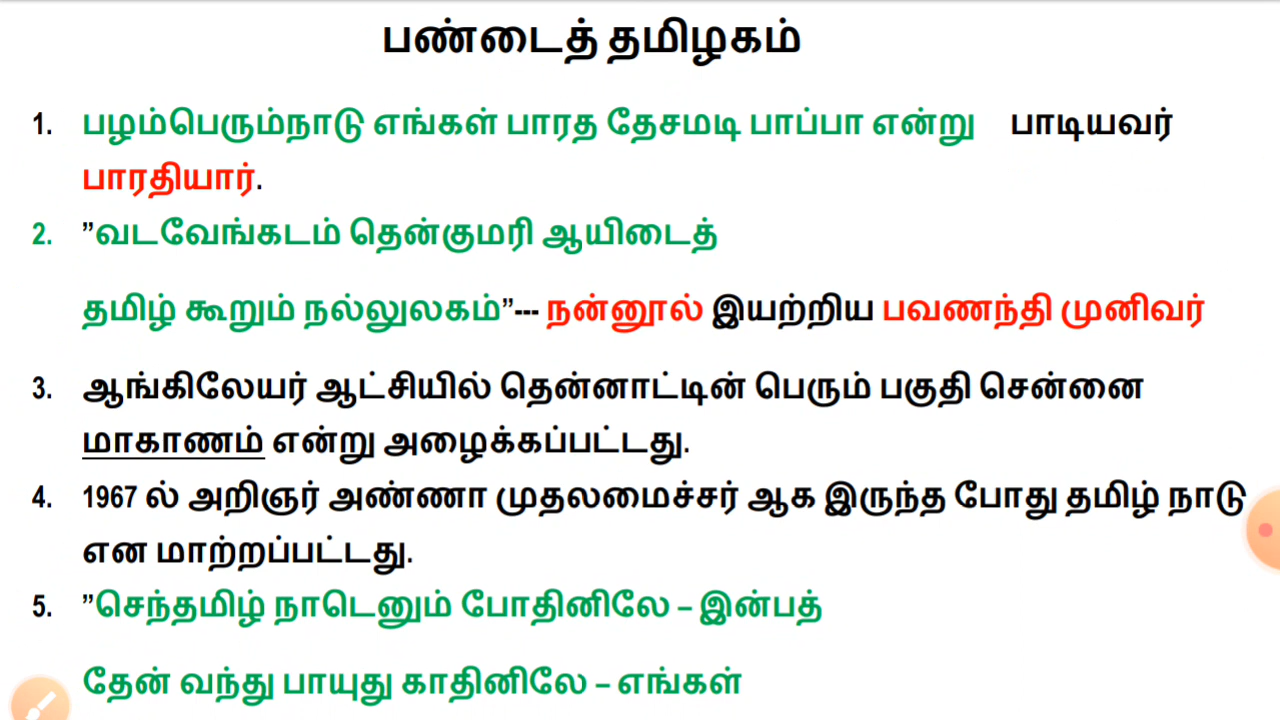 பண்டைத் தமிழகம்
1. பழம்பெரும்நாடு எங்கள் பாரத தேசமடி பாப்பா என்று பாடியவர்
பாரதியார்.
2. ”வடவேங்கடம் தென்குமரி ஆயிடைத்
தமிழ் கூறும் நல்லுலகம்”--- நன்னூல் இயற்றிய பவணந்தி முனிவர்
3. ஆங்கிலேயர் ஆட்சியில் தென்னாட்டின் பெரும் பகுதி சென்னை
மாகாணம் என்று அழைக்கப்பட்டது.
4. 1967 ல் அறிஞர் அண்ணா முதலமைச்சர் ஆக இருந்த போது தமிழ் நாடு
என மாற்றப்பட்டது.
5. ”செந்தமிழ் நாடெனும் போதினிலே – இன்பத்
தேன் வந்து பாயுது காதினிலே – எங்கள்